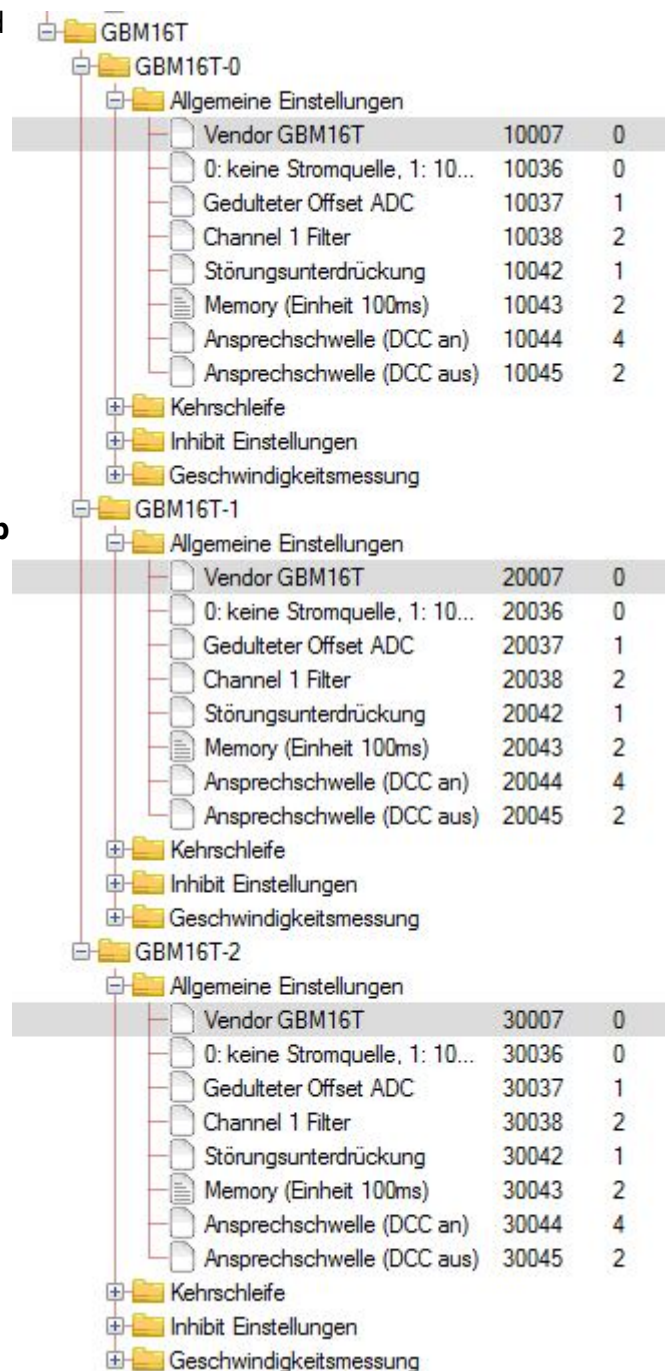 GBM16T
GBM16T-0
Allgemeine Einstellungen
Vendor GBM16T 10007 0
0: keine Stromquelle, 1: 10... 10036 0
Gedulteter Offset ADC 10037 1
Channel 1 Filter 10038 2
Störungsunterdrückung 10042 1
Memory (Einheit 100ms) 10043 2
Ansprechschwelle (DCC an) 10044 4
Ansprechschwelle (DCC aus) 10045 2
Kehrschleife
Inhibit Einstellungen
Geschwindigkeitsmessung
GBM16T-1
Allgemeine Einstellungen
Vendor GBM16T 20007 0
0: keine Stromquelle, 1: 10... 20036 0
Gedulteter Offset ADC 20037 1
Channel 1 Filter 20038 2
Störungsunterdrückung 20042 1
Memory (Einheit 100ms) 20043 2
Ansprechschwelle (DCC an) 20044 4
Ansprechschwelle (DCC aus) 20045 2
Kehrschleife
Inhibit Einstellungen
Geschwindigkeitsmessung
GBM16T-2
Allgemeine Einstellungen
Vendor GBM16T 30007 0
0: keine Stromquelle, 1: 10... 30036 0
Gedulteter Offset ADC 30037 1
Channel 1 Filter 30038 2
Störungsunterdrückung 30042 1
Memory (Einheit 100ms) 30043 2
Ansprechschwelle (DCC an) 30044 4
Ansprechschwelle (DCC aus) 30045 2
Kehrschleife
Inhibit Einstellungen
Geschwindigkeitsmessung